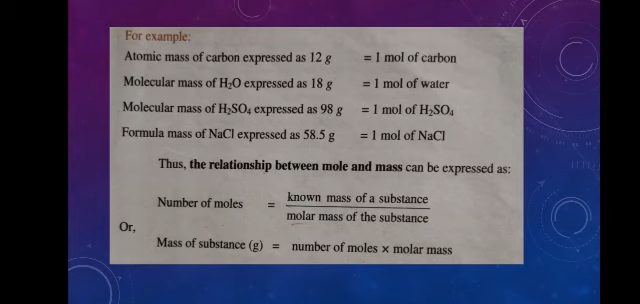 For example:
Atomic mass of carbon expressed as 12 g = 1 mol of carbon
Molecular mass of H₂O expressed as 18 g = 1 mol of water
Molecular mass of H₂SO₄ expressed as 98 g = 1 mol of H₂SO₄
Formula mass of NaCl expressed as 58.5 g = 1 mol of NaCl
Thus, the relationship between mole and mass can be expressed as:
Number of moles = known mass of a substance / molar mass of the substance
Or,
Mass of substance (g) = number of moles × molar mass